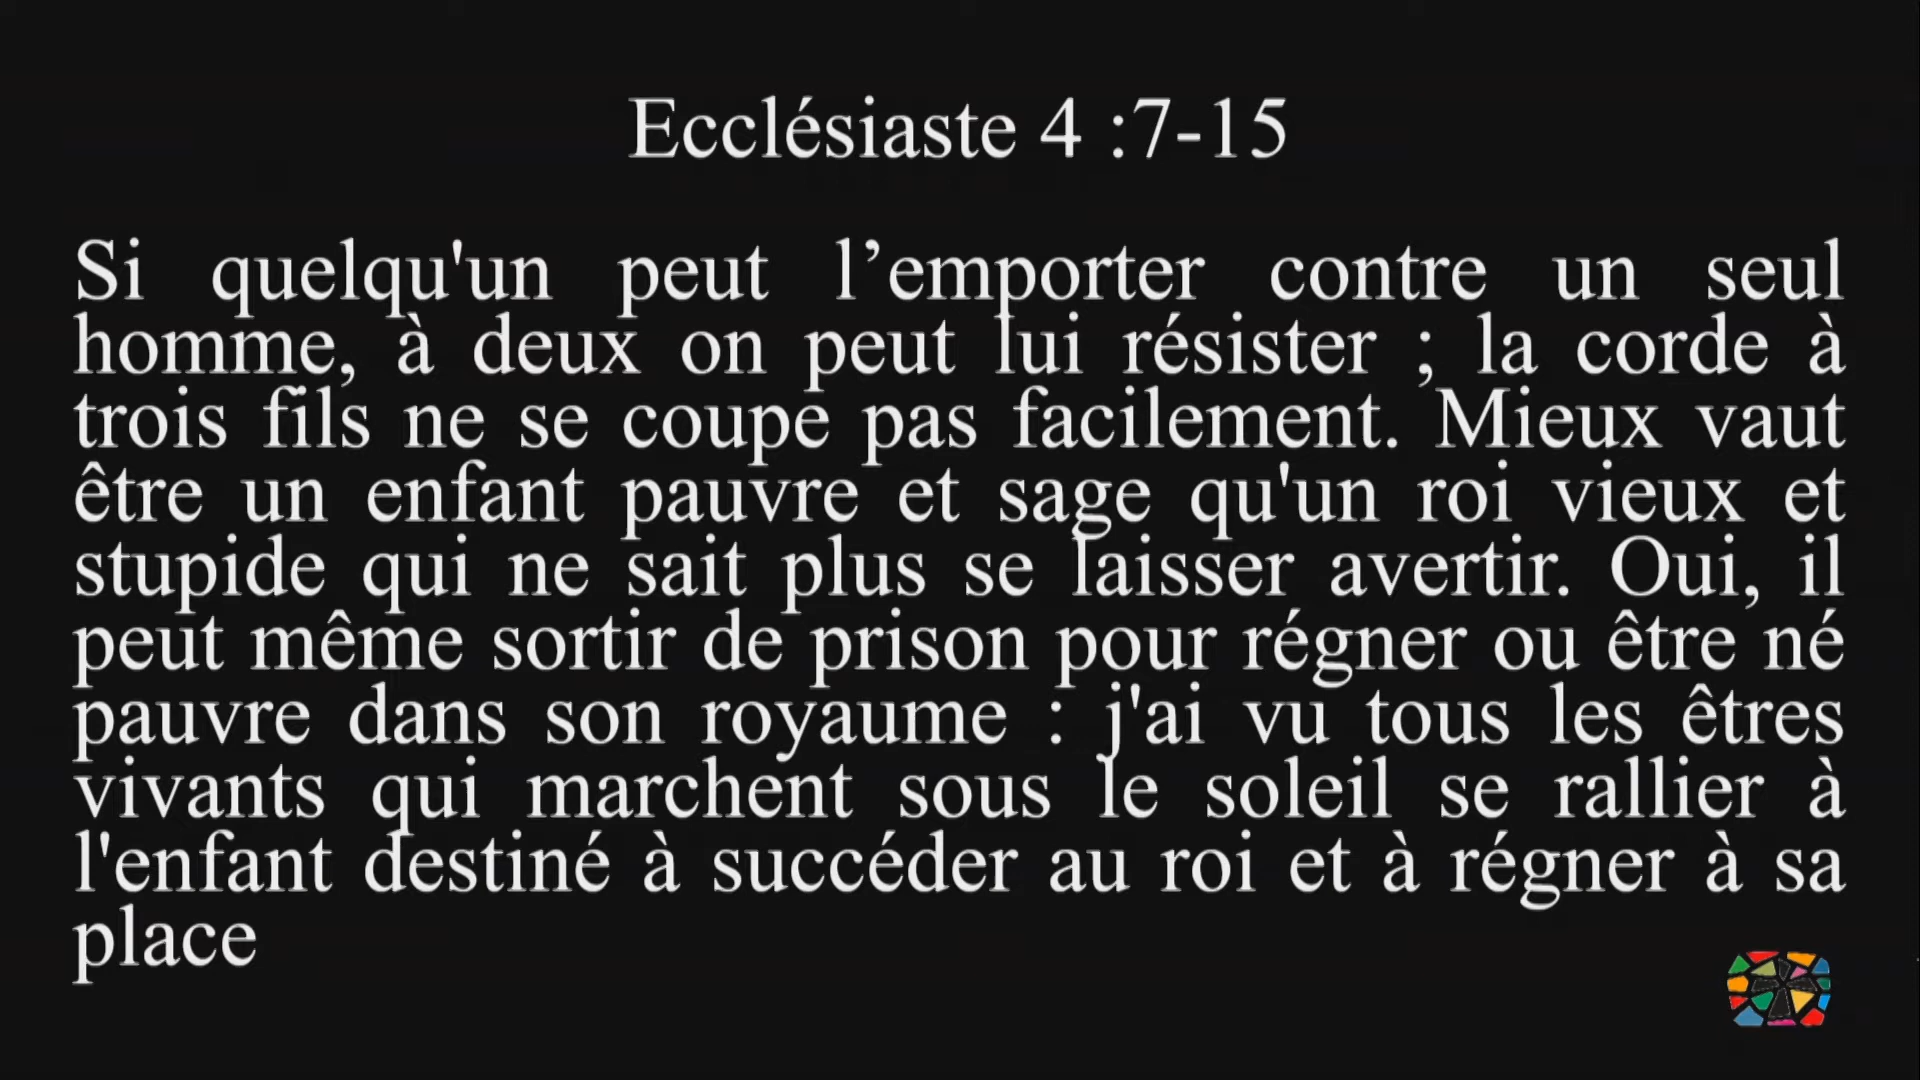 Ecclésiaste 4 :7-15
Si quelqu'un peut l’emporter contre un seul
homme, à deux on peut lui résister ; la corde à
trois fils ne se coupe pas facilement. Mieux vaut
être un enfant pauvre et sage qu'un roi vieux et
stupide qui ne sait plus se laisser avertir. Oui, il
peut même sortir de prison pour régner ou être né
pauvre dans son royaume : j'ai vu tous les êtres
vivants qui marchent sous le soleil se rallier à
l'enfant destiné à succéder au roi et à régner à sa
place